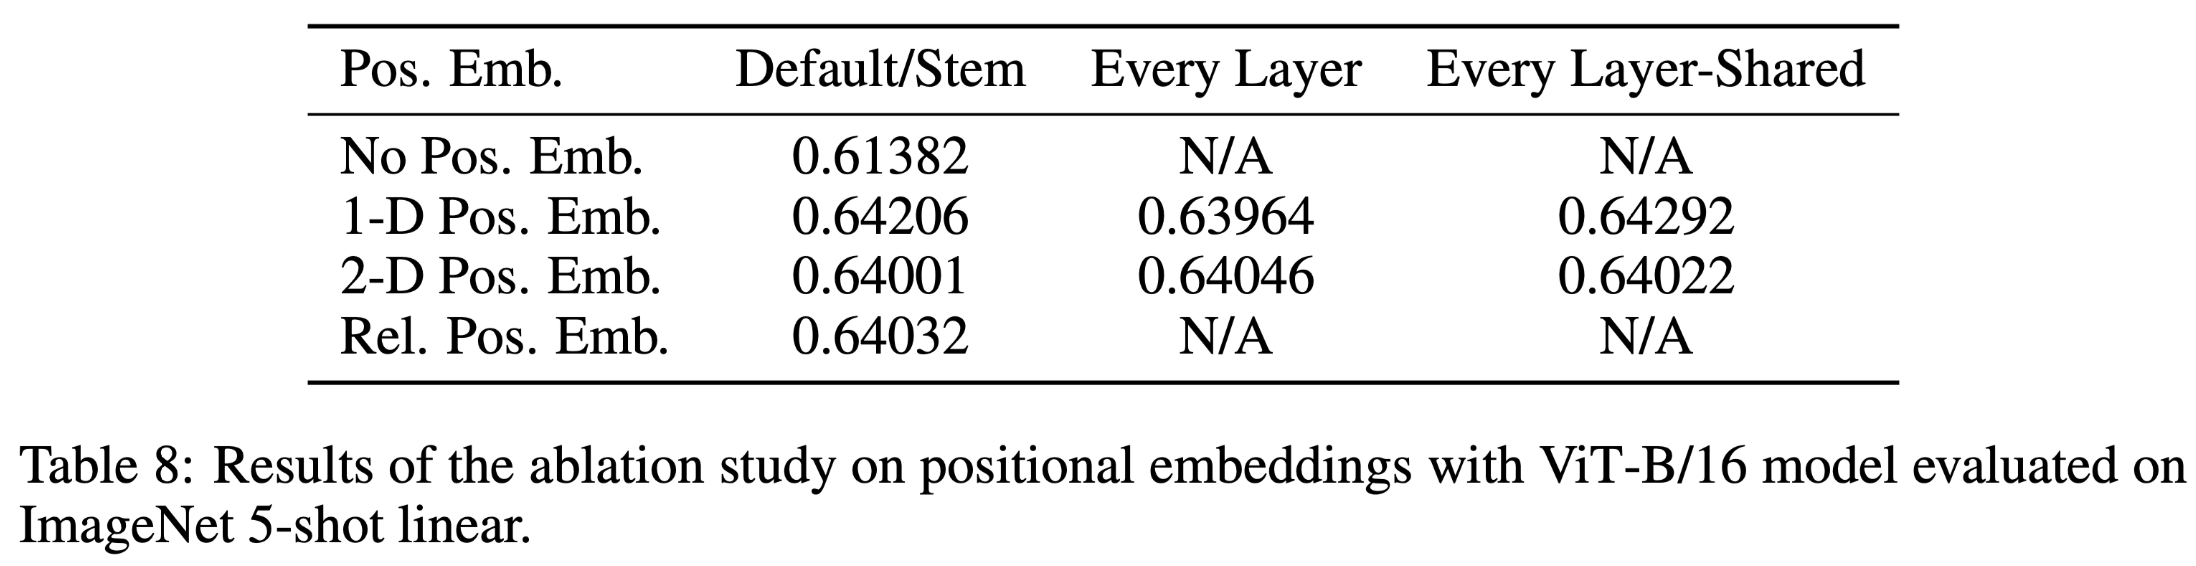 Pos. Emb. Default/Stem Every Layer Every Layer-Shared
No Pos. Emb. 0.61382 N/A N/A
1-D Pos. Emb. 0.64206 0.63964 0.64292
2-D Pos. Emb. 0.64001 0.64046 0.64022
Rel. Pos. Emb. 0.64032 N/A N/A
Table 8: Results of the ablation study on positional embeddings with ViT-B/16 model evaluated on
ImageNet 5-shot linear.